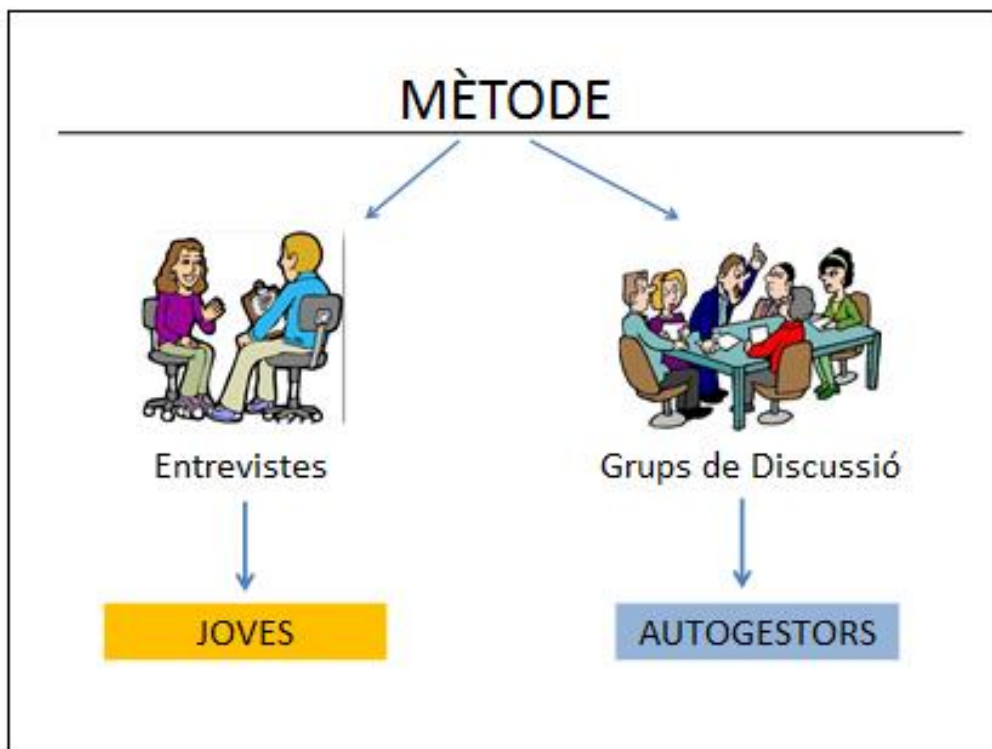 MÈTODE
Entrevistes
Grups de Discussió
JOVES
AUTOGESTORS